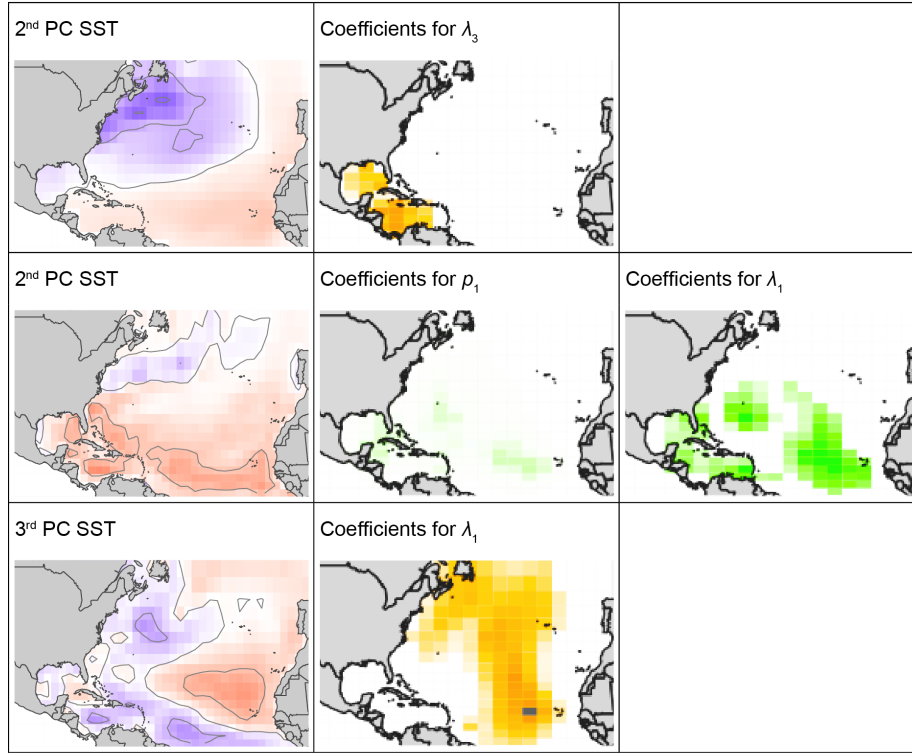 2nd PC SST
Coefficients for λ3
2nd PC SST
Coefficients for p1
Coefficients for λ1
3rd PC SST
Coefficients for λ1